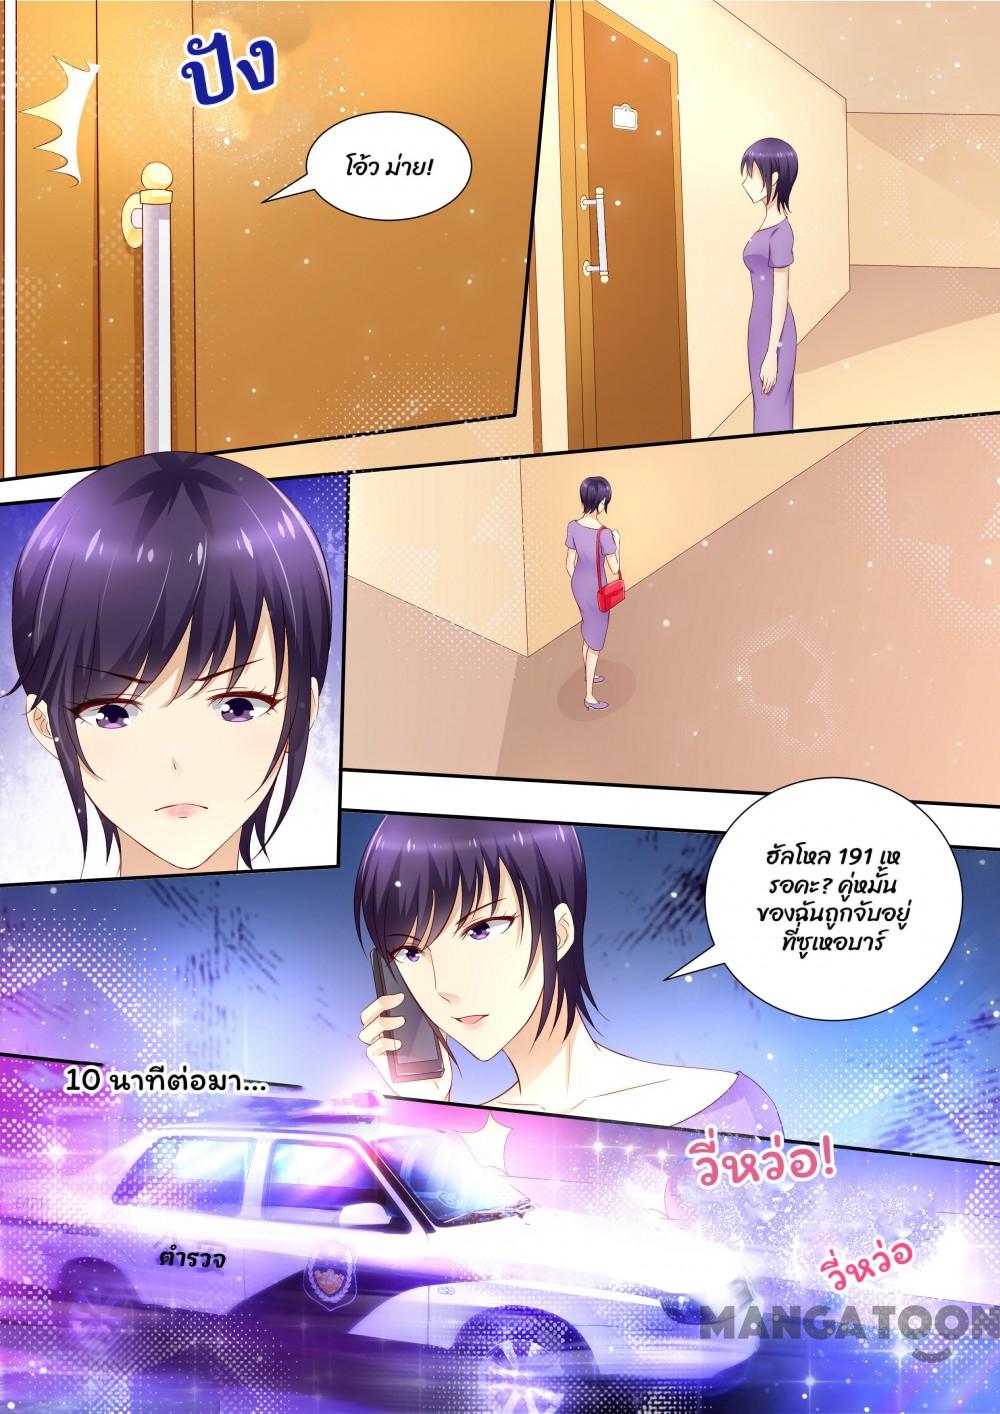 ปัง
โอ้ว ม่าย!
ฮัลโหล 191 เห
รอคะ? คู่หมั้น
ของฉันถูกจับอยู่
ที่ซูเหอบาร์
10 นาทีต่อมา...
วี่หว่อ!
ตำรวจ
วี่หว่อ
MANGATOON